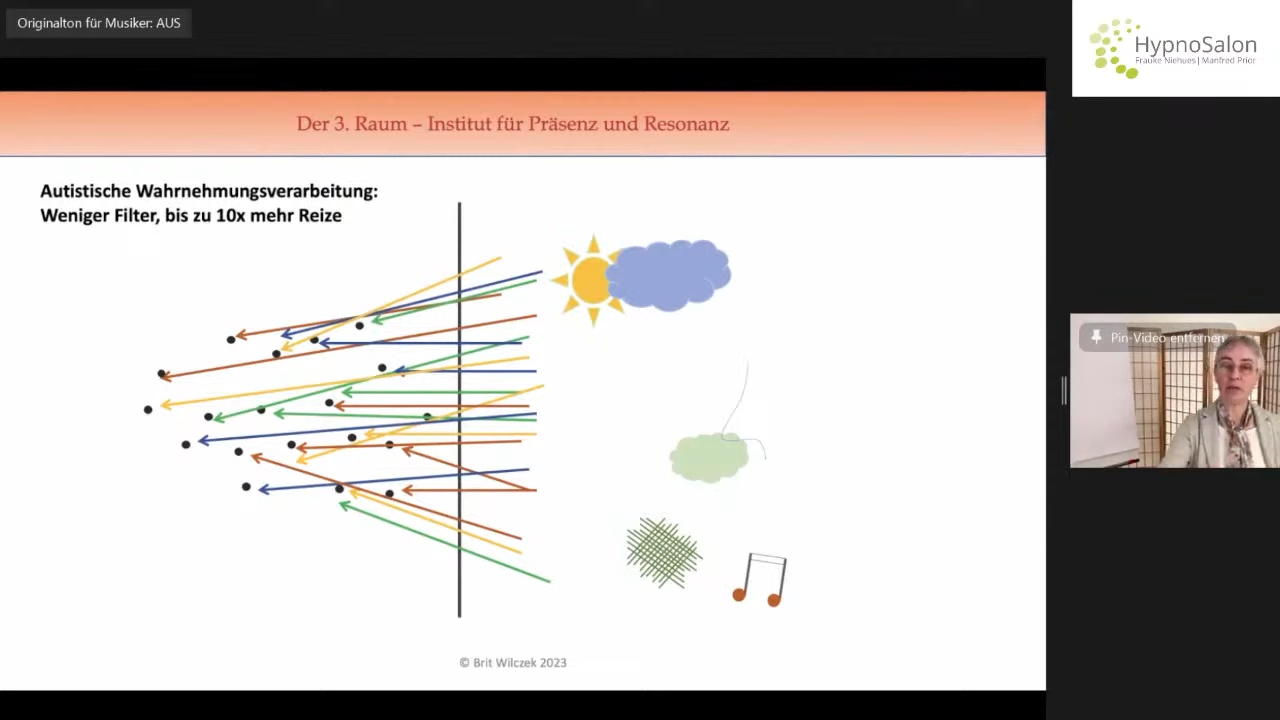 Originalton für Musiker: AUS
HypnoSalon
Frauke Niehues | Manfred Prior
Der 3. Raum – Institut für Präsenz und Resonanz
Autistische Wahrnehmungsverarbeitung:
Weniger Filter, bis zu 10x mehr Reize
Pin-Video entfernen
© Brit Wilczek 2023